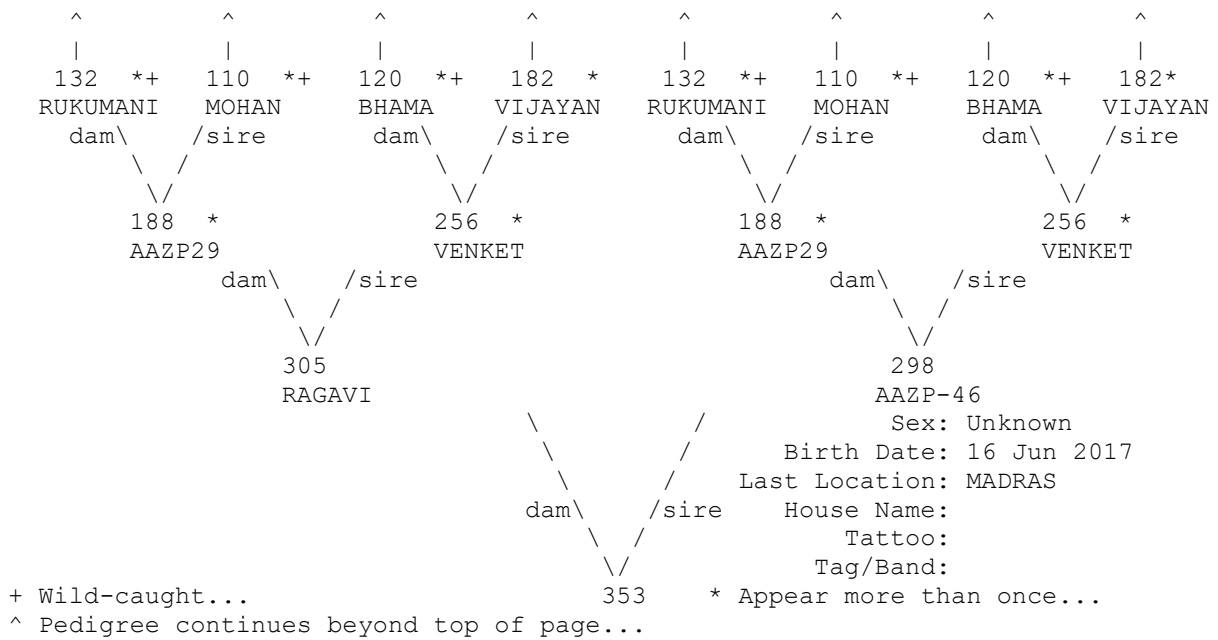 ^ ^ ^ ^ ^ ^ ^ ^
| | | | | | | |
132 *+ 110 *+ 120 *+ 182 * 132 *+ 110 *+ 120 *+ 182*
RUKUMANI MOHAN BHAMA VIJAYAN RUKUMANI MOHAN BHAMA VIJAYAN
dam\ /sire dam\ /sire dam\ /sire dam\ /sire
\ / \ / \ / \ /
\/ \/ \/ \/
188 * 256 * 188 * 256 *
AAZP29 VENKET AAZP29 VENKET
dam\ /sire dam\ /sire
\ / \ /
\/ \/
305 298
RAGAVI AAZP-46
\ / Sex: Unknown
\ / Birth Date: 16 Jun 2017
\ / Last Location: MADRAS
dam\ /sire House Name:
\ / Tattoo:
\/ Tag/Band:
+ Wild-caught... 353 * Appear more than once...
^ Pedigree continues beyond top of page...